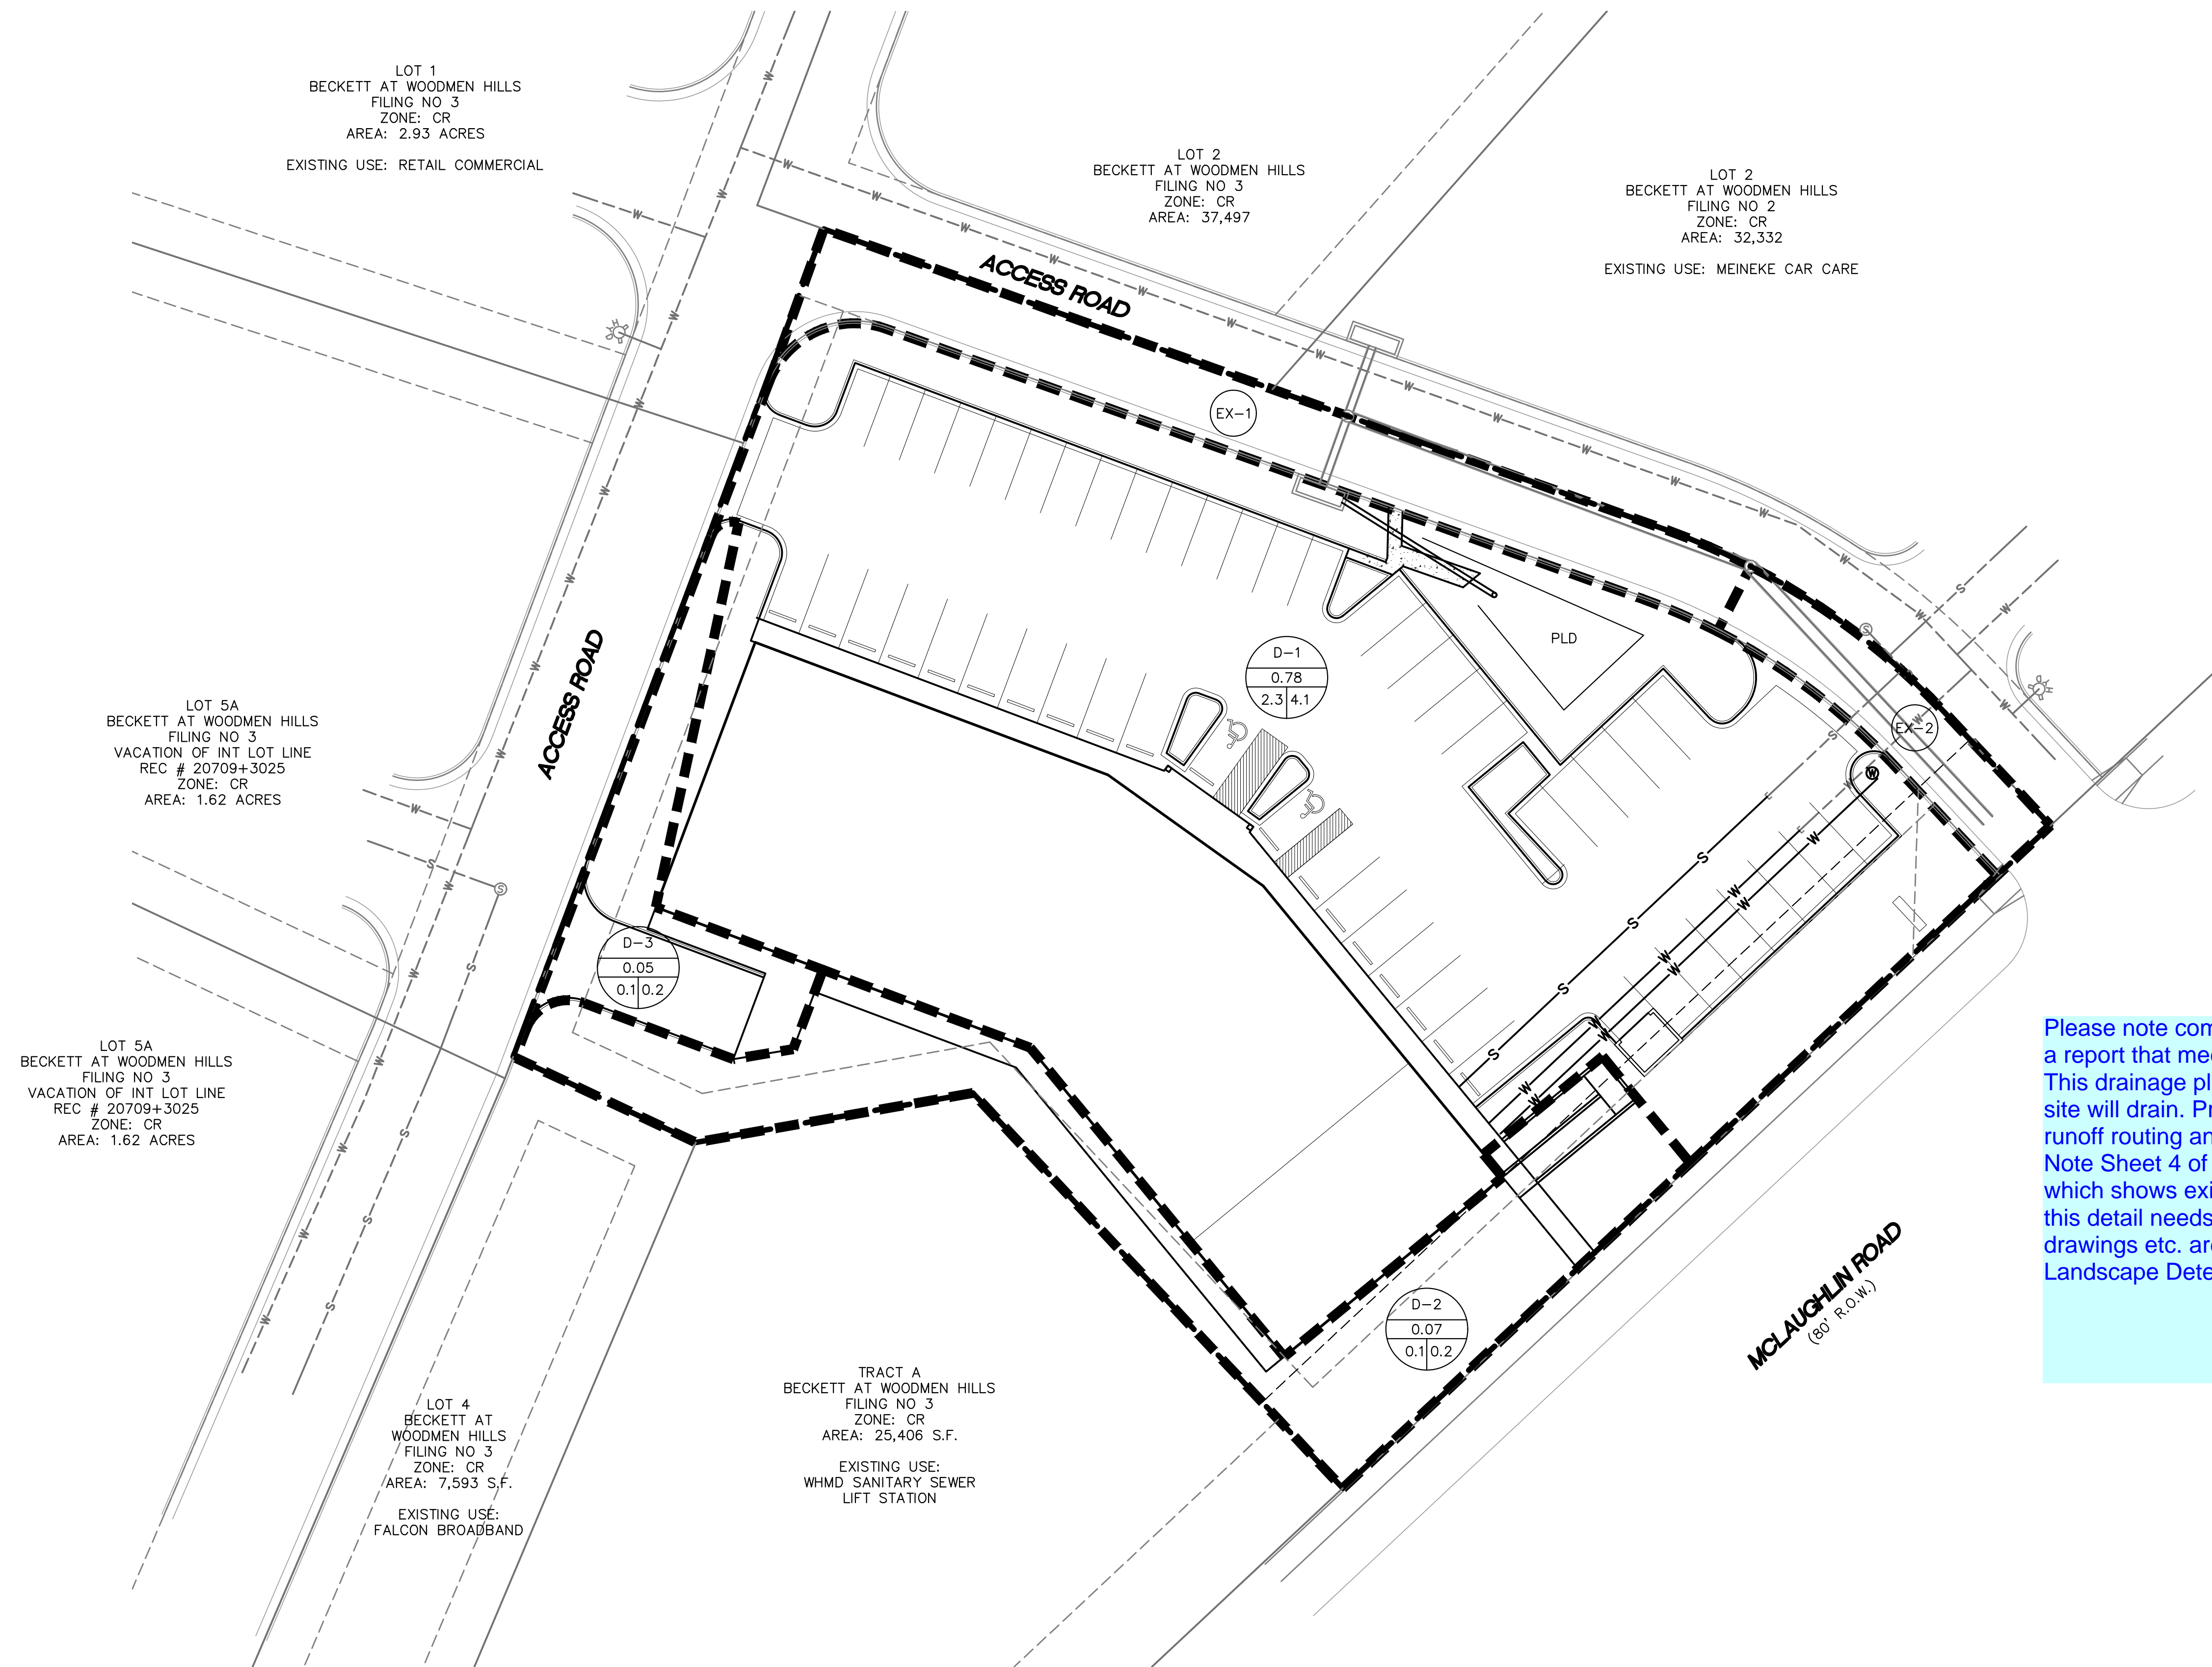 LOT 1
BECKETT AT WOODMEN HILLS
FILING NO 3
ZONE: CR
AREA: 2.93 ACRES
EXISTING USE: RETAIL COMMERCIAL
LOT 2
BECKETT AT WOODMEN HILLS
FILING NO 3
ZONE: CR
AREA: 37,497
LOT 2
BECKETT AT WOODMEN HILLS
FILING NO 2
ZONE: CR
AREA: 32,332
EXISTING USE: MEINEKE CAR CARE
ACCESS ROAD
EX-1
PLD
D-1
0.78
2.3 4.1
EX-2
ACCESS ROAD
LOT 5A
BECKETT AT WOODMEN HILLS
FILING NO 3
VACATION OF INT LOT LINE
REC # 20709+3025
ZONE: CR
AREA: 1.62 ACRES
D-3
0.05
0.1 0.2
LOT 5A
BECKETT AT WOODMEN HILLS
FILING NO 3
VACATION OF INT LOT LINE
REC # 20709+3025
ZONE: CR
AREA: 1.62 ACRES
D-2
0.07
0.1 0.2
MCLAUGHLIN ROAD
(80' R.O.W.)
TRACT A
BECKETT AT WOODMEN HILLS
FILING NO 3
ZONE: CR
AREA: 25,406 S.F.
EXISTING USE:
WHMD SANITARY SEWER
LIFT STATION
LOT 4
BECKETT AT
WOODMEN HILLS
FILING NO 3
ZONE: CR
AREA: 7,593 S.F.
EXISTING USE:
FALCON BROADBAND
Please note com
a report that mee
This drainage pl
site will drain. Pr
runoff routing an
Note Sheet 4 of
which shows exi
this detail needs
drawings etc. are
Landscape Dete